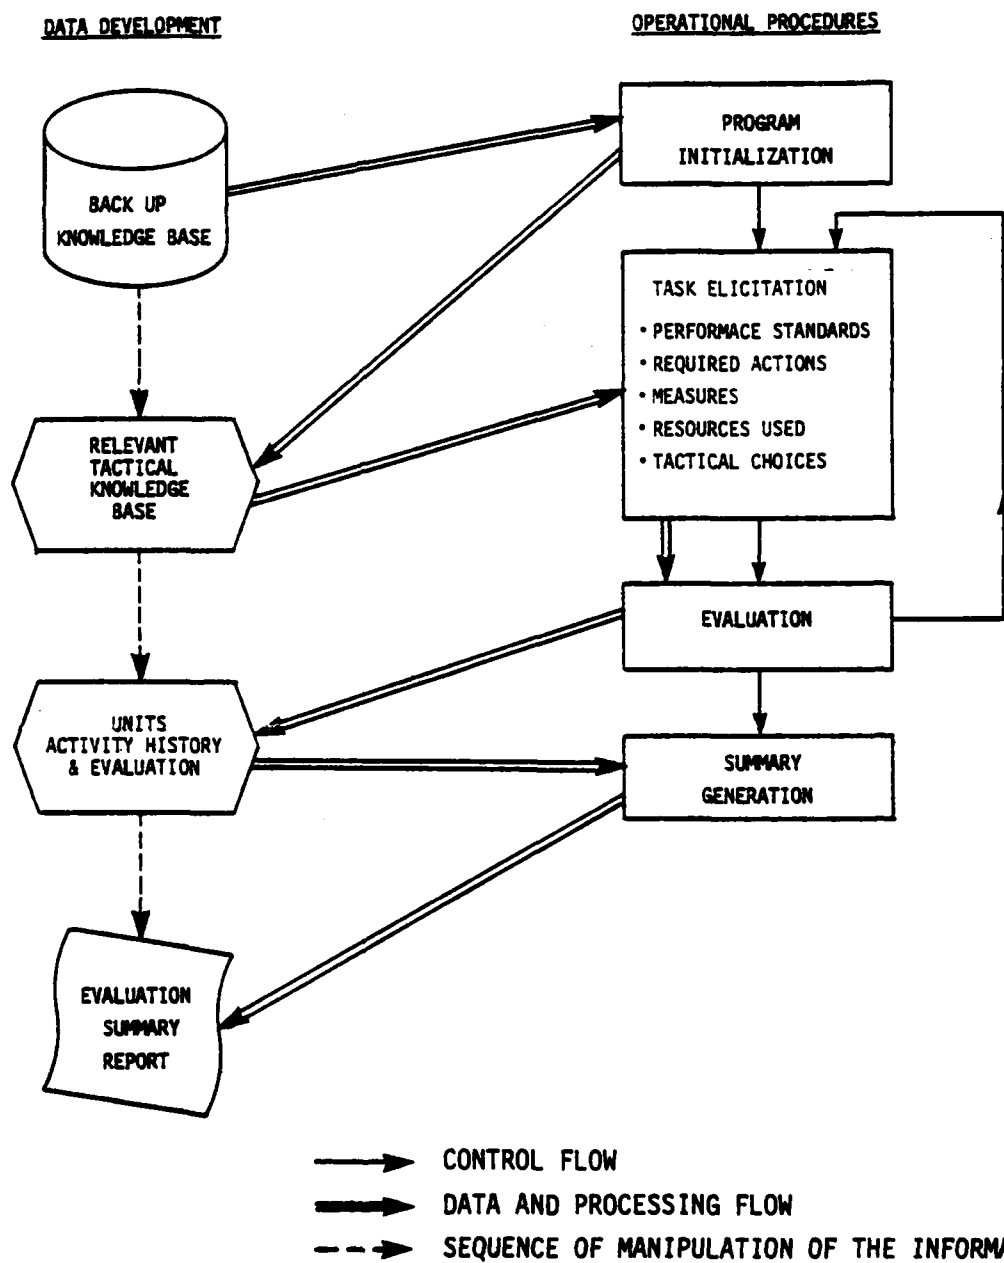 DATA DEVELOPMENT
OPERATIONAL PROCEDURES
BACK UP
KNOWLEDGE BASE
PROGRAM
INITIALIZATION
TASK ELICITATION
• PERFORMACE STANDARDS
• REQUIRED ACTIONS
• MEASURES
• RESOURCES USED
• TACTICAL CHOICES
RELEVANT
TACTICAL
KNOWLEDGE
BASE
EVALUATION
UNITS
ACTIVITY HISTORY
& EVALUATION
SUMMARY
GENERATION
EVALUATION
SUMMARY
REPORT
CONTROL FLOW
DATA AND PROCESSING FLOW
SEQUENCE OF MANIPULATION OF THE INFORMA